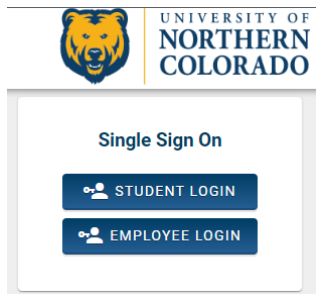 UNIVERSITY OF
NORTHERN
COLORADO
Single Sign On
STUDENT LOGIN
EMPLOYEE LOGIN